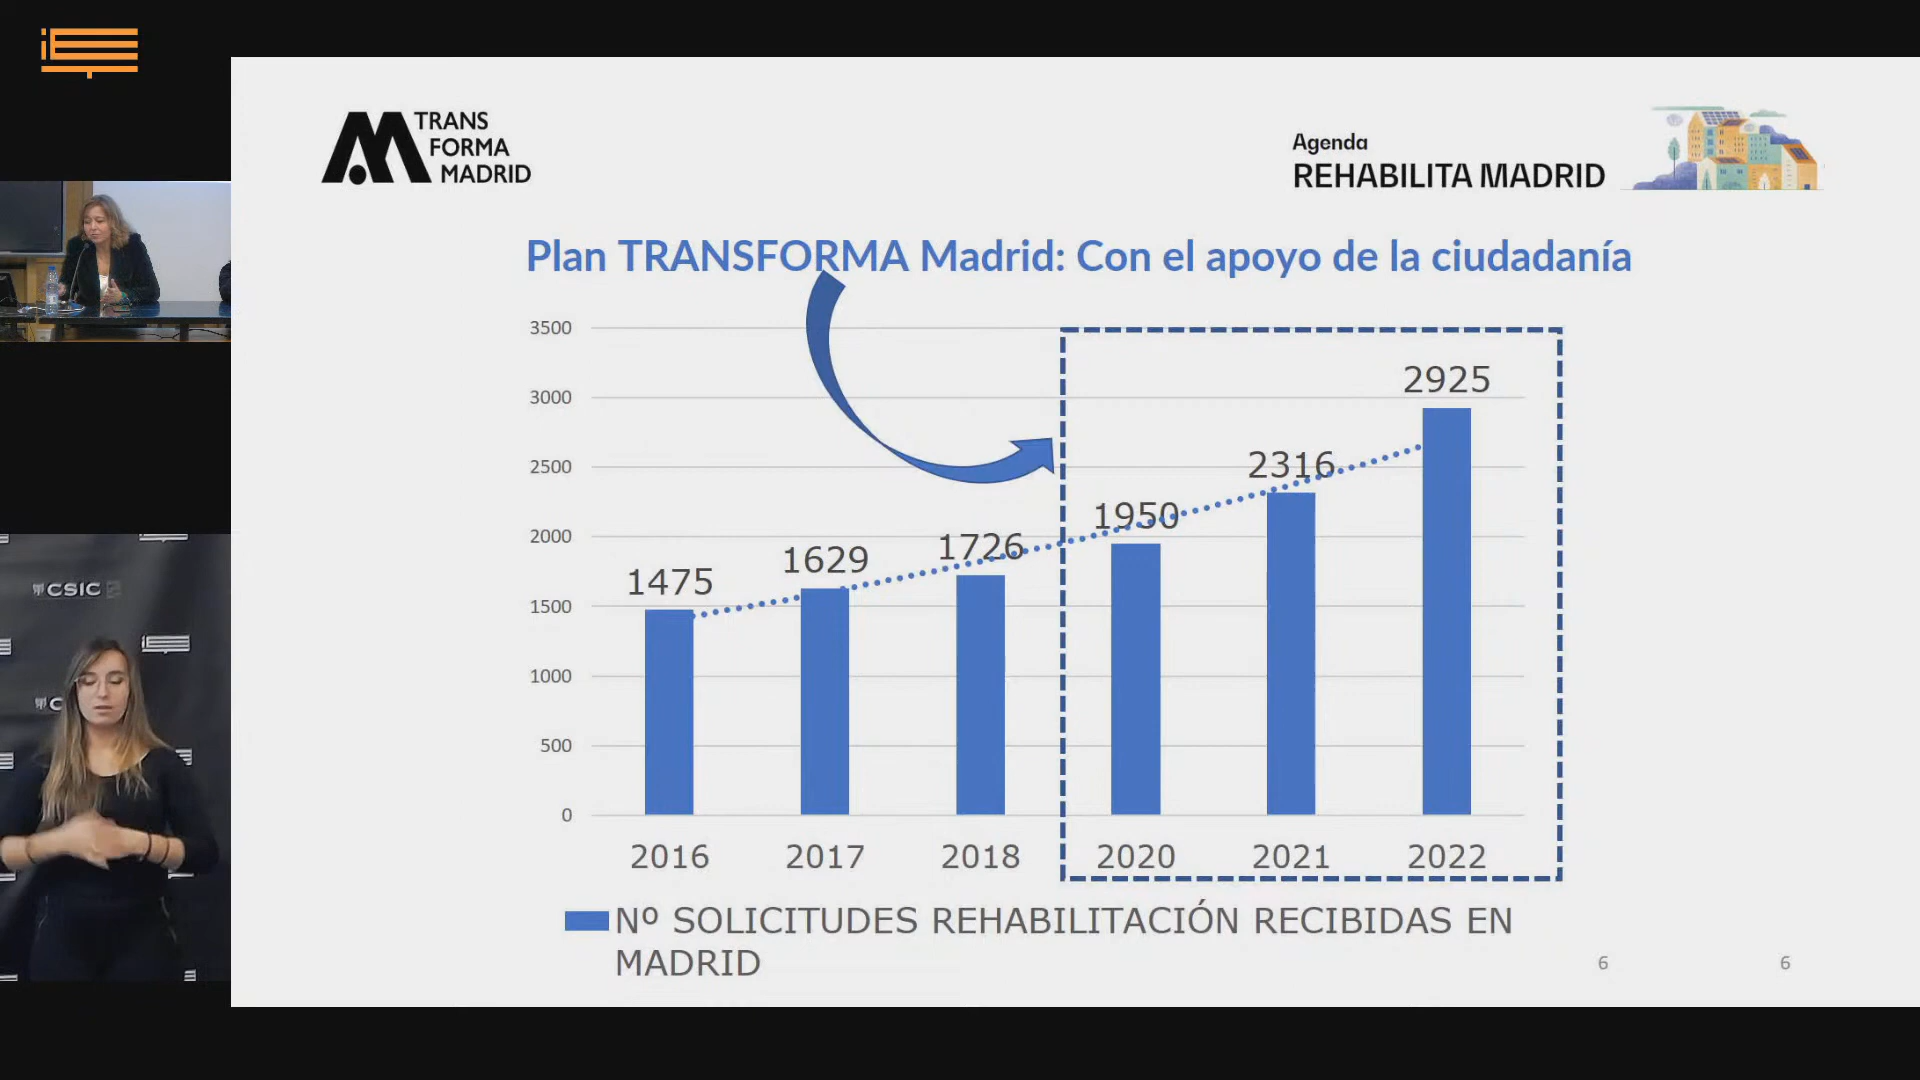 TRANS
FORMA
MADRID
Agenda
REHABILITA MADRID
Plan TRANSFORMA Madrid: Con el apoyo de la ciudadanía
3500
3000
2500
2000
1500
1000
500
0
1475
1629
1726
1950
2316
2925
2016
2017
2018
2020
2021
2022
Nº SOLICITUDES REHABILITACIÓN RECIBIDAS EN
MADRID
6
6
CSIC